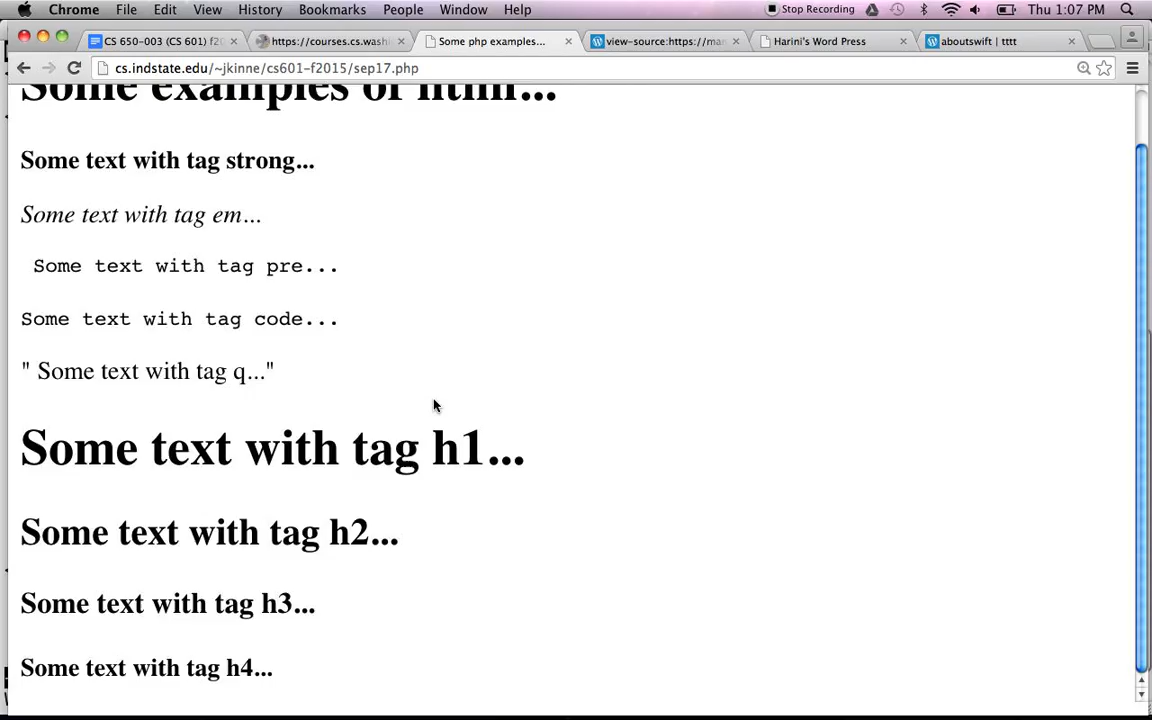 Chrome File Edit View History Bookmarks People Window Help Stop Recording Thu 1:07 PM
CS 650-003 (CS 601) f20 https://courses.cs.wash Some php examples... view-source:https://man Harini's Word Press aboutswift | tttt
cs.indstate.edu/~jkinne/cs601-f2015/sep17.php
Some examples of html...
Some text with tag strong...
Some text with tag em...
Some text with tag pre...
Some text with tag code...
" Some text with tag q..."
Some text with tag h1...
Some text with tag h2...
Some text with tag h3...
Some text with tag h4...